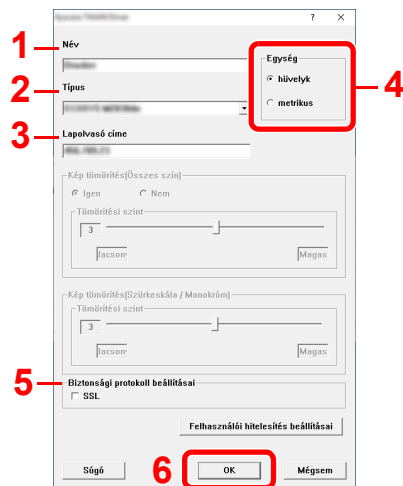 ? ×
1 Név
Egység
hüvelyk
metrikus
4
2 Típus
3 Lapolvasó címe
Kép tömörítés(Összes szín)
Igen Nem
Tömörítési szint
3
lacsony Magas
Kép tömörítés(Szürkeskála / Monokróm)
Tömörítési szint
3
lacsony Magas
5 Biztonsági protokoll beállításai
SSL
Felhasználói hitelesítés beállításai
Súgó 6 OK Mégsem